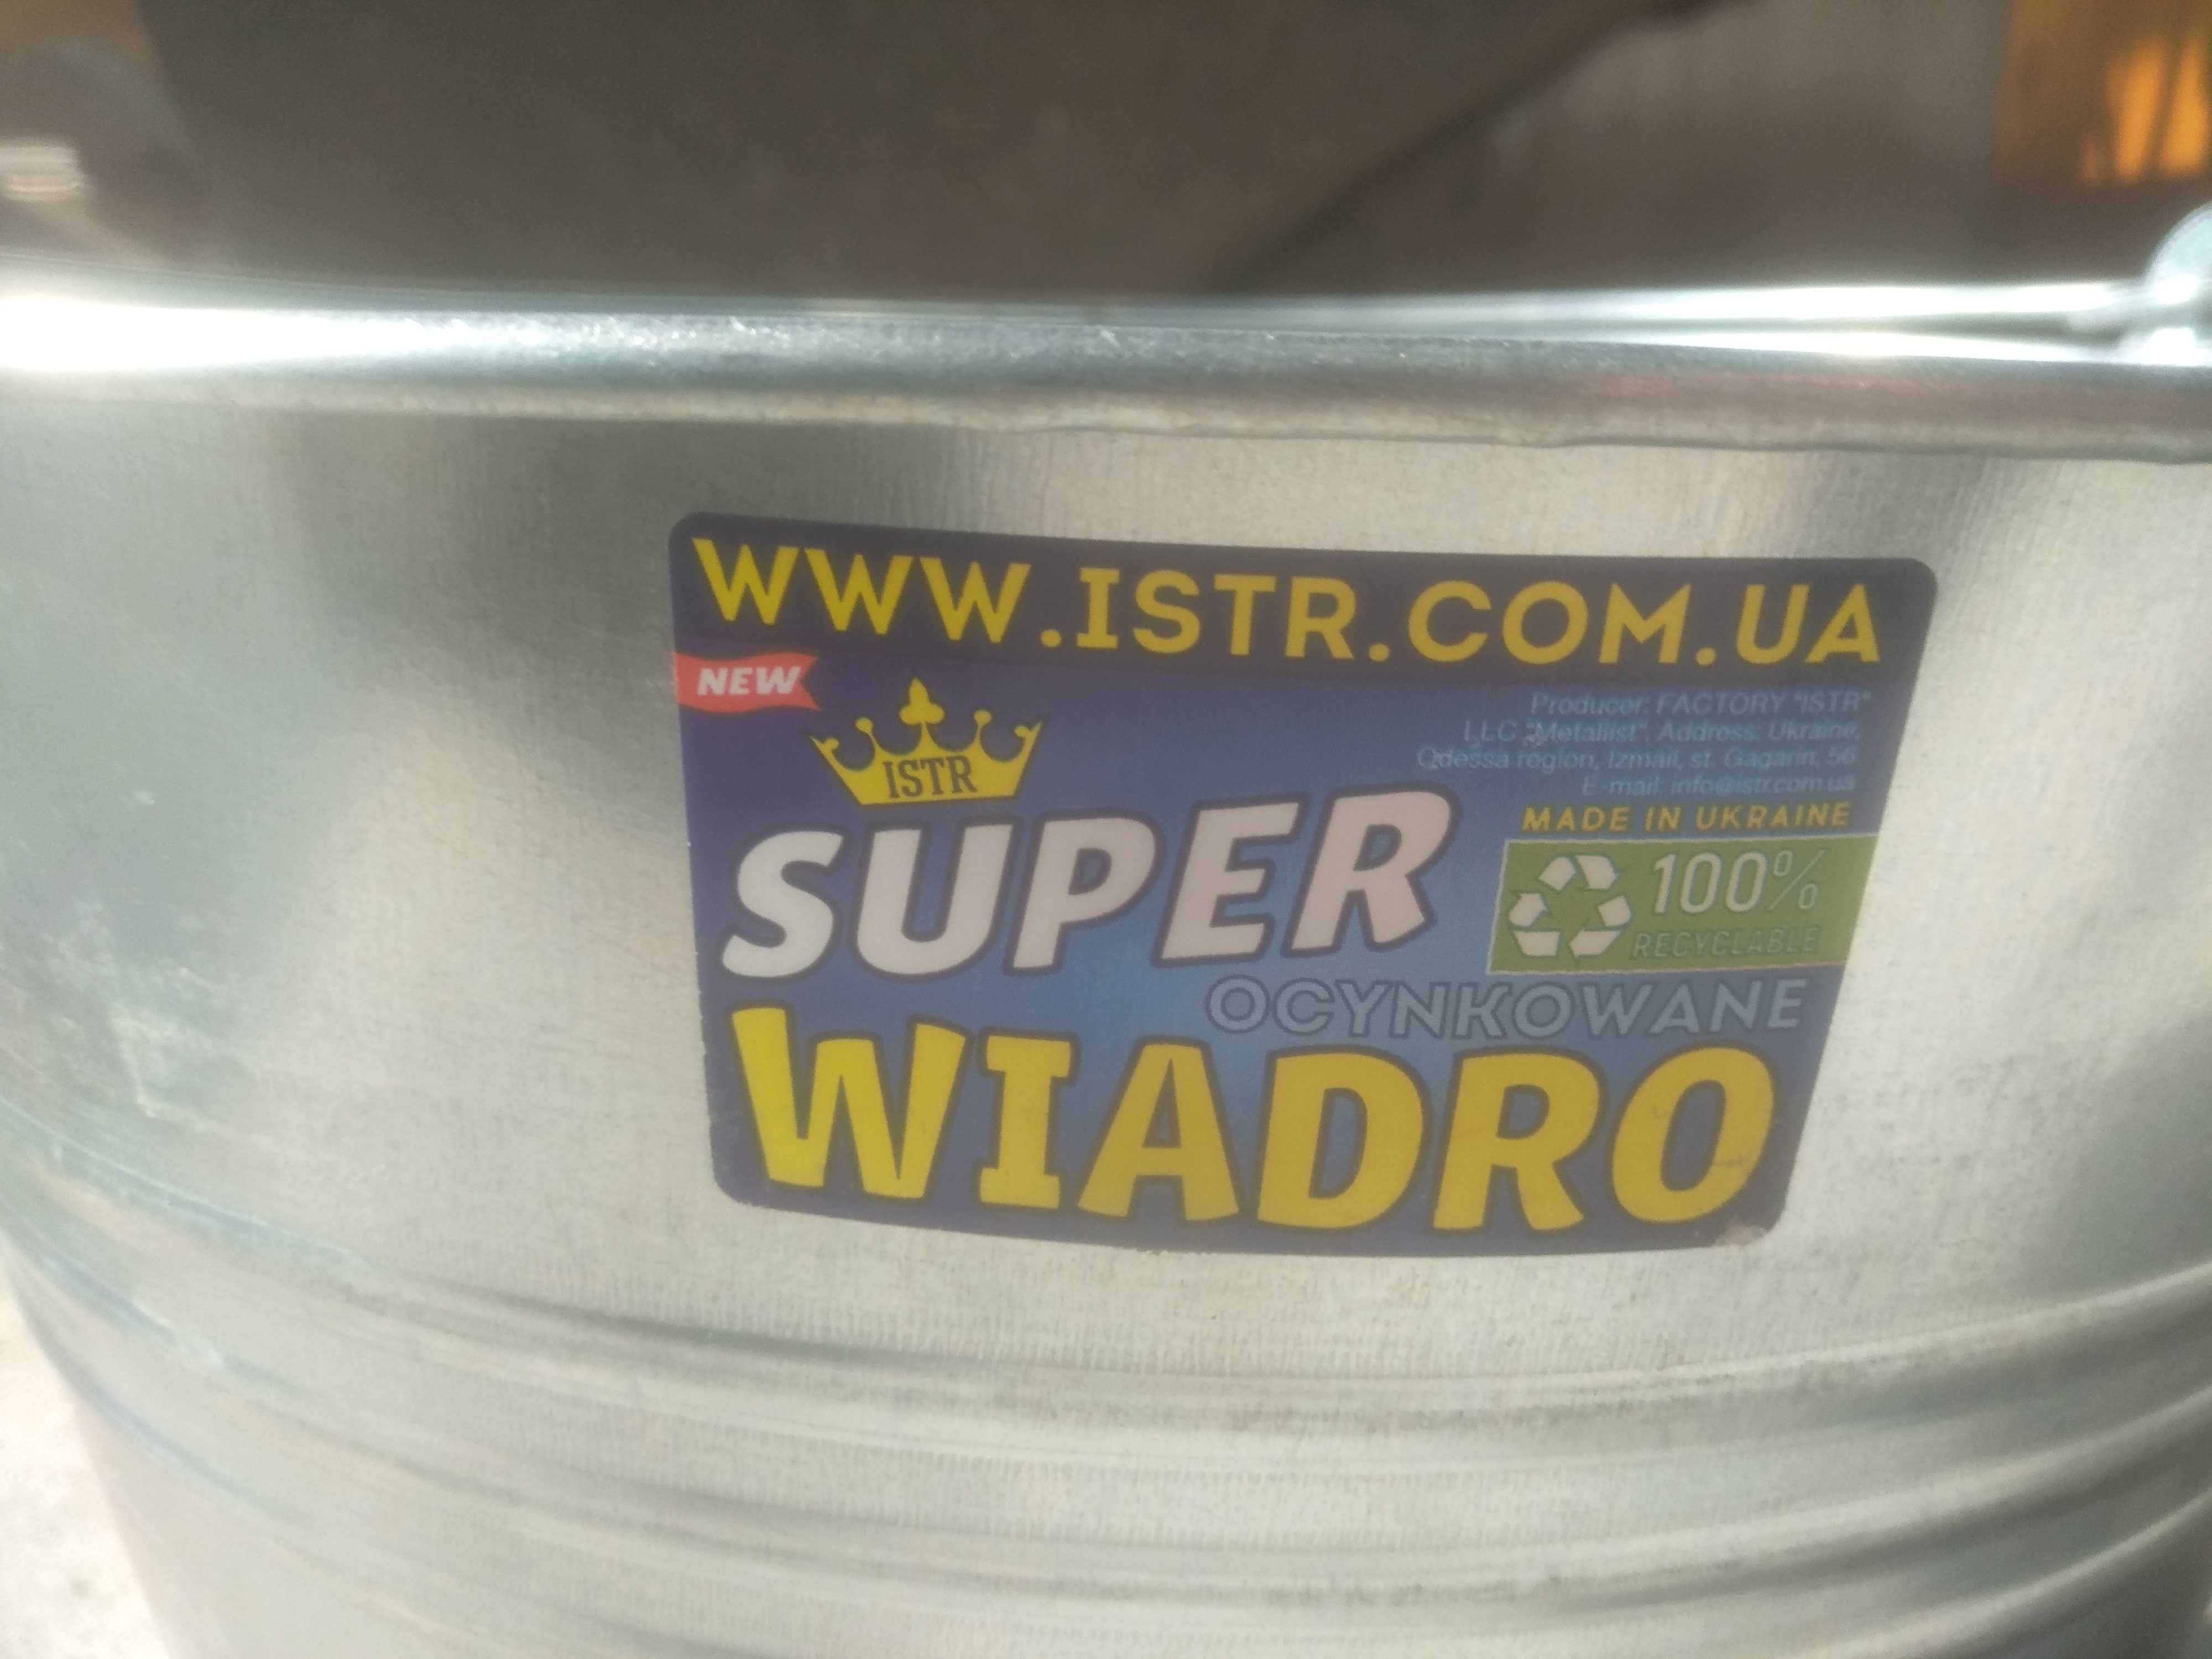 WWW.ISTR.COM.UA
NEW
ISTR
Producer: FACTORY "ISTR"
LLC "Metallist". Address: Ukraine,
Odessa region, Izmail, st. Gagarin, 56
E-mail: info@istr.com.ua
MADE IN UKRAINE
100%
RECYCLABLE
SUPER
OCYNKOWANE
WIADRO